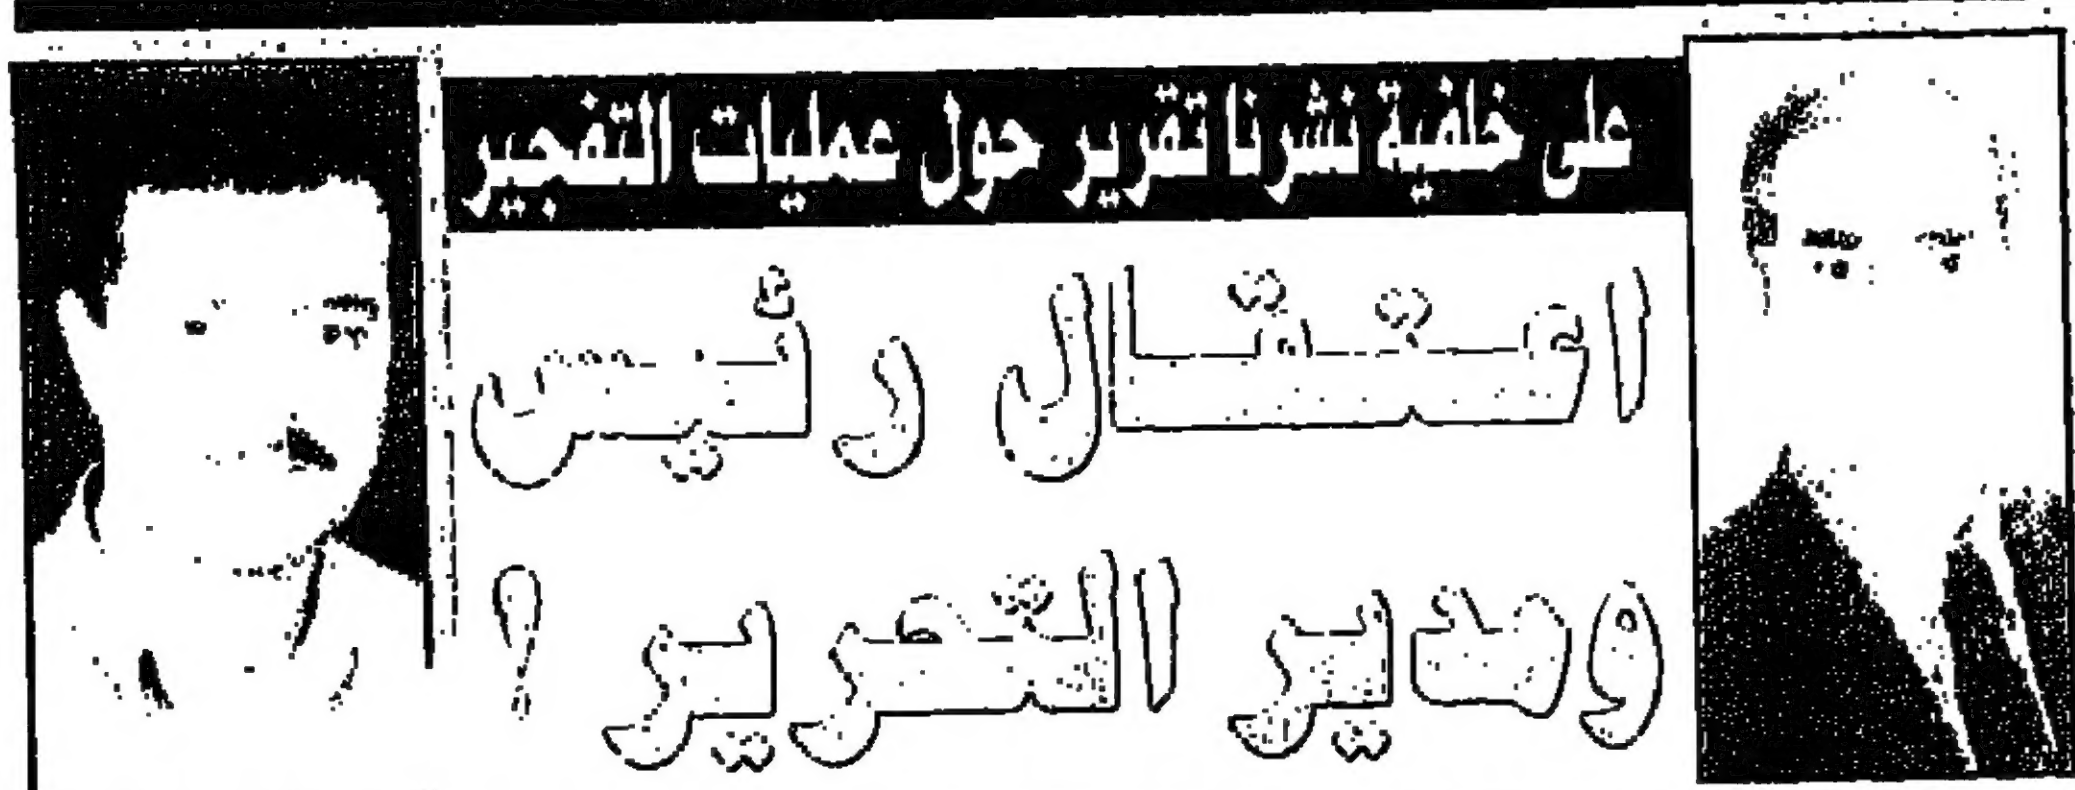 على خلفية نشرنا تقرير حول عمليات التفجير
اعتقال رئيس
ومدير التحرير !